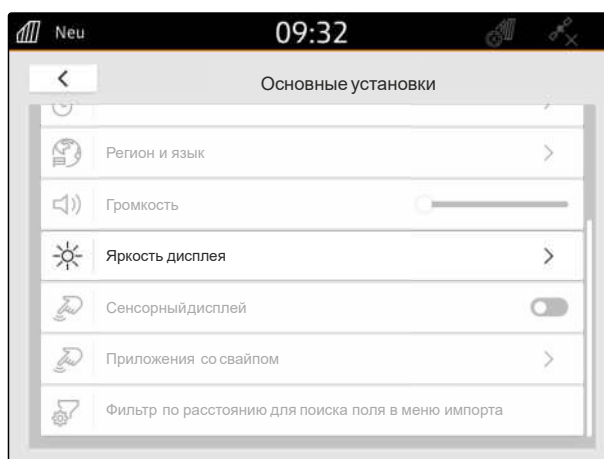 Neu
09:32
Основные установки
Регион и язык
Громкость
Яркость дисплея
Сенсорныйдисплей
Приложения со свайпом
Фильтр по расстоянию для поиска поля в меню импорта